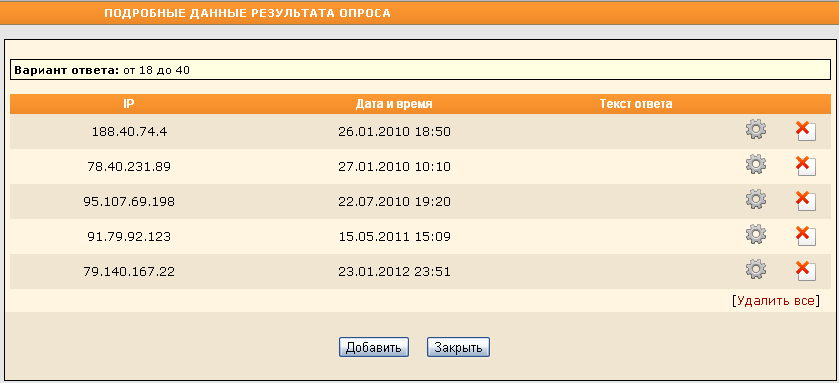 ПОДРОБНЫЕ ДАННЫЕ РЕЗУЛЬТАТА ОПРОСА
Вариант ответа: от 18 до 40
IP Дата и время Текст ответа
188.40.74.4 26.01.2010 18:50
78.40.231.89 27.01.2010 10:10
95.107.69.198 22.07.2010 19:20
91.79.92.123 15.05.2011 15:09
79.140.167.22 23.01.2012 23:51
[Удалить все]
Добавить Закрыть